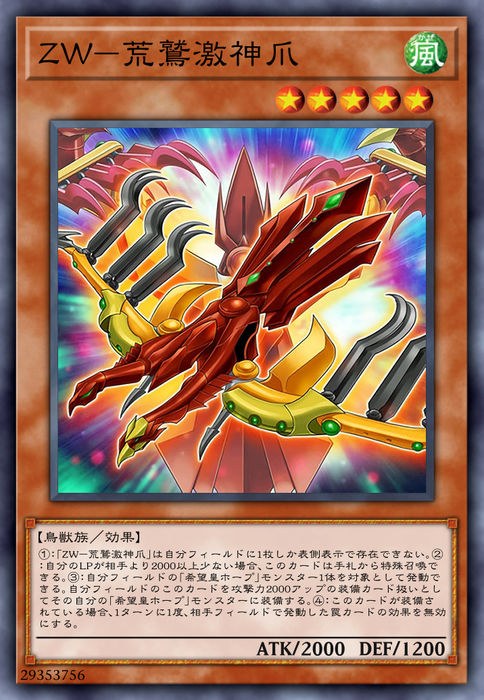 ZW－荒鷲激神爪
かぜ
風
【鳥獣族／効果】
①：「ZW－荒鷲激神爪」は自分フィールドに1枚しか表側表示で存在できない。②
：自分のLPが相手より2000以上少ない場合、このカードは手札から特殊召喚で
きる。③：自分フィールドの「希望皇ホープ」モンスター1体を対象として発動で
きる。自分フィールドのこのカードを攻撃力2000アップの装備カード扱いとし
てその自分の「希望皇ホープ」モンスターに装備する。④：このカードが装備さ
れている場合、1ターンに1度、相手フィールドで発動した罠カードの効果を無効
にする。
ATK/2000 DEF/1200
29353756